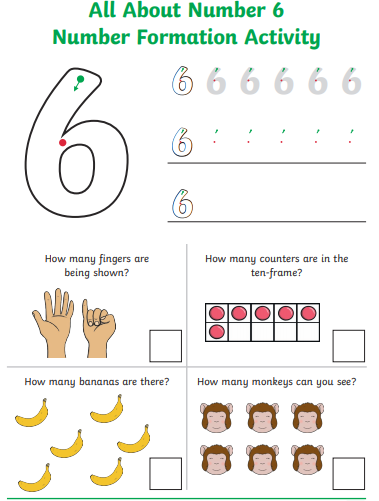 All About Number 6
Number Formation Activity
6
6 6 6 6 6 6
6
6
How many fingers are
being shown?
How many counters are in the
ten-frame?
How many bananas are there?
How many monkeys can you see?